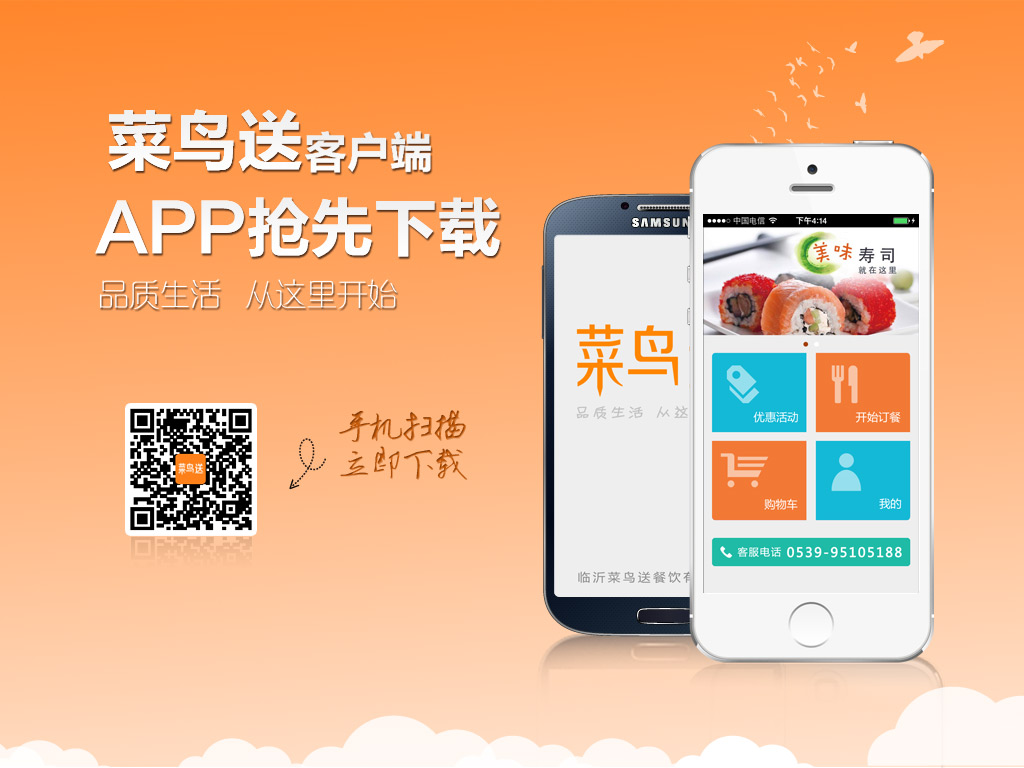 菜鸟送客户端
APP抢先下载
品质生活 从这里开始
菜鸟送
手机扫描
立即下载
SAMSUN
菜鸟
品质生活 从这
临沂菜鸟送餐饮有
中国电信 下午4:14
美味寿司
就在这里
优惠活动
开始订餐
购物车
我的
客服电话 0539-95105188